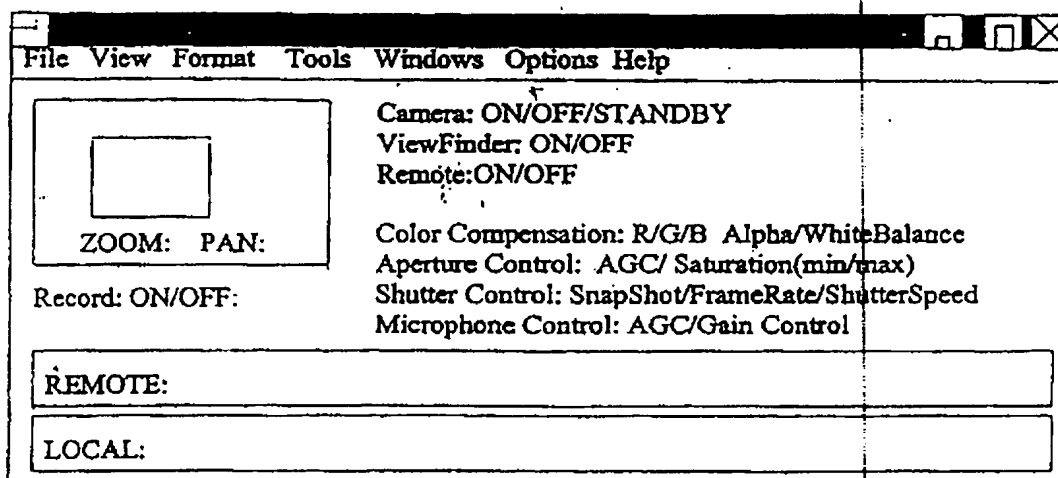 File View Format Tools Windows Options Help
Camera: ON/OFF/STANDBY
ViewFinder: ON/OFF
Remote:ON/OFF
ZOOM: PAN:
Color Compensation: R/G/B Alpha/WhiteBalance
Aperture Control: AGC/ Saturation(min/max)
Record: ON/OFF:
Shutter Control: SnapShot/FrameRate/ShutterSpeed
Microphone Control: AGC/Gain Control
REMOTE:
LOCAL: